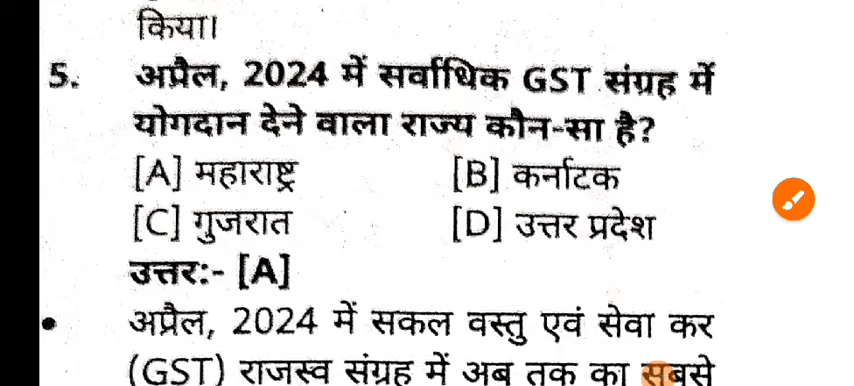 किया।
5. अप्रैल, 2024 में सर्वाधिक GST संग्रह में
योगदान देने वाला राज्य कौन-सा है?
[A] महाराष्ट्र [B] कर्नाटक
[C] गुजरात [D] उत्तर प्रदेश
उत्तर:- [A]
• अप्रैल, 2024 में सकल वस्तु एवं सेवा कर
(GST) राजस्व संग्रह में अब तक का सबसे